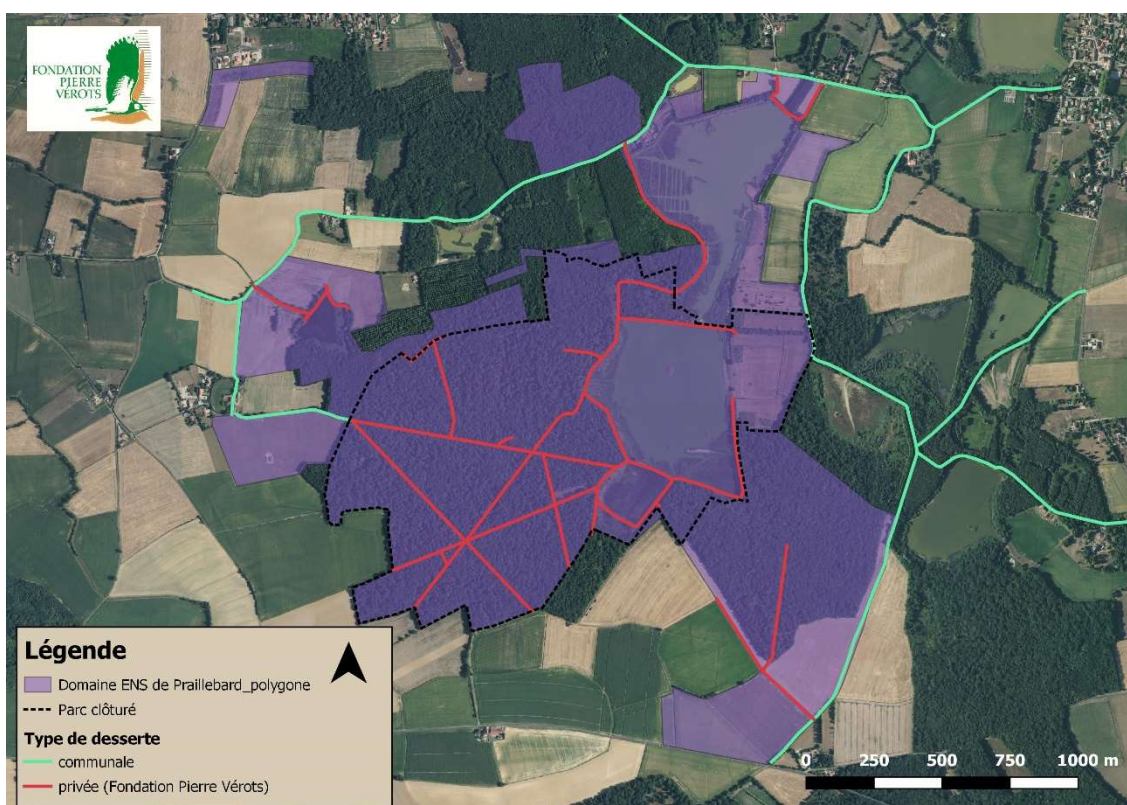 FONDATION
PIERRE
VÉROTS
Légende
Domaine ENS de Praillebard_polygone
Parc clôturé
Type de desserte
communale
privée (Fondation Pierre Vérots)
0 250 500 750 1000 m